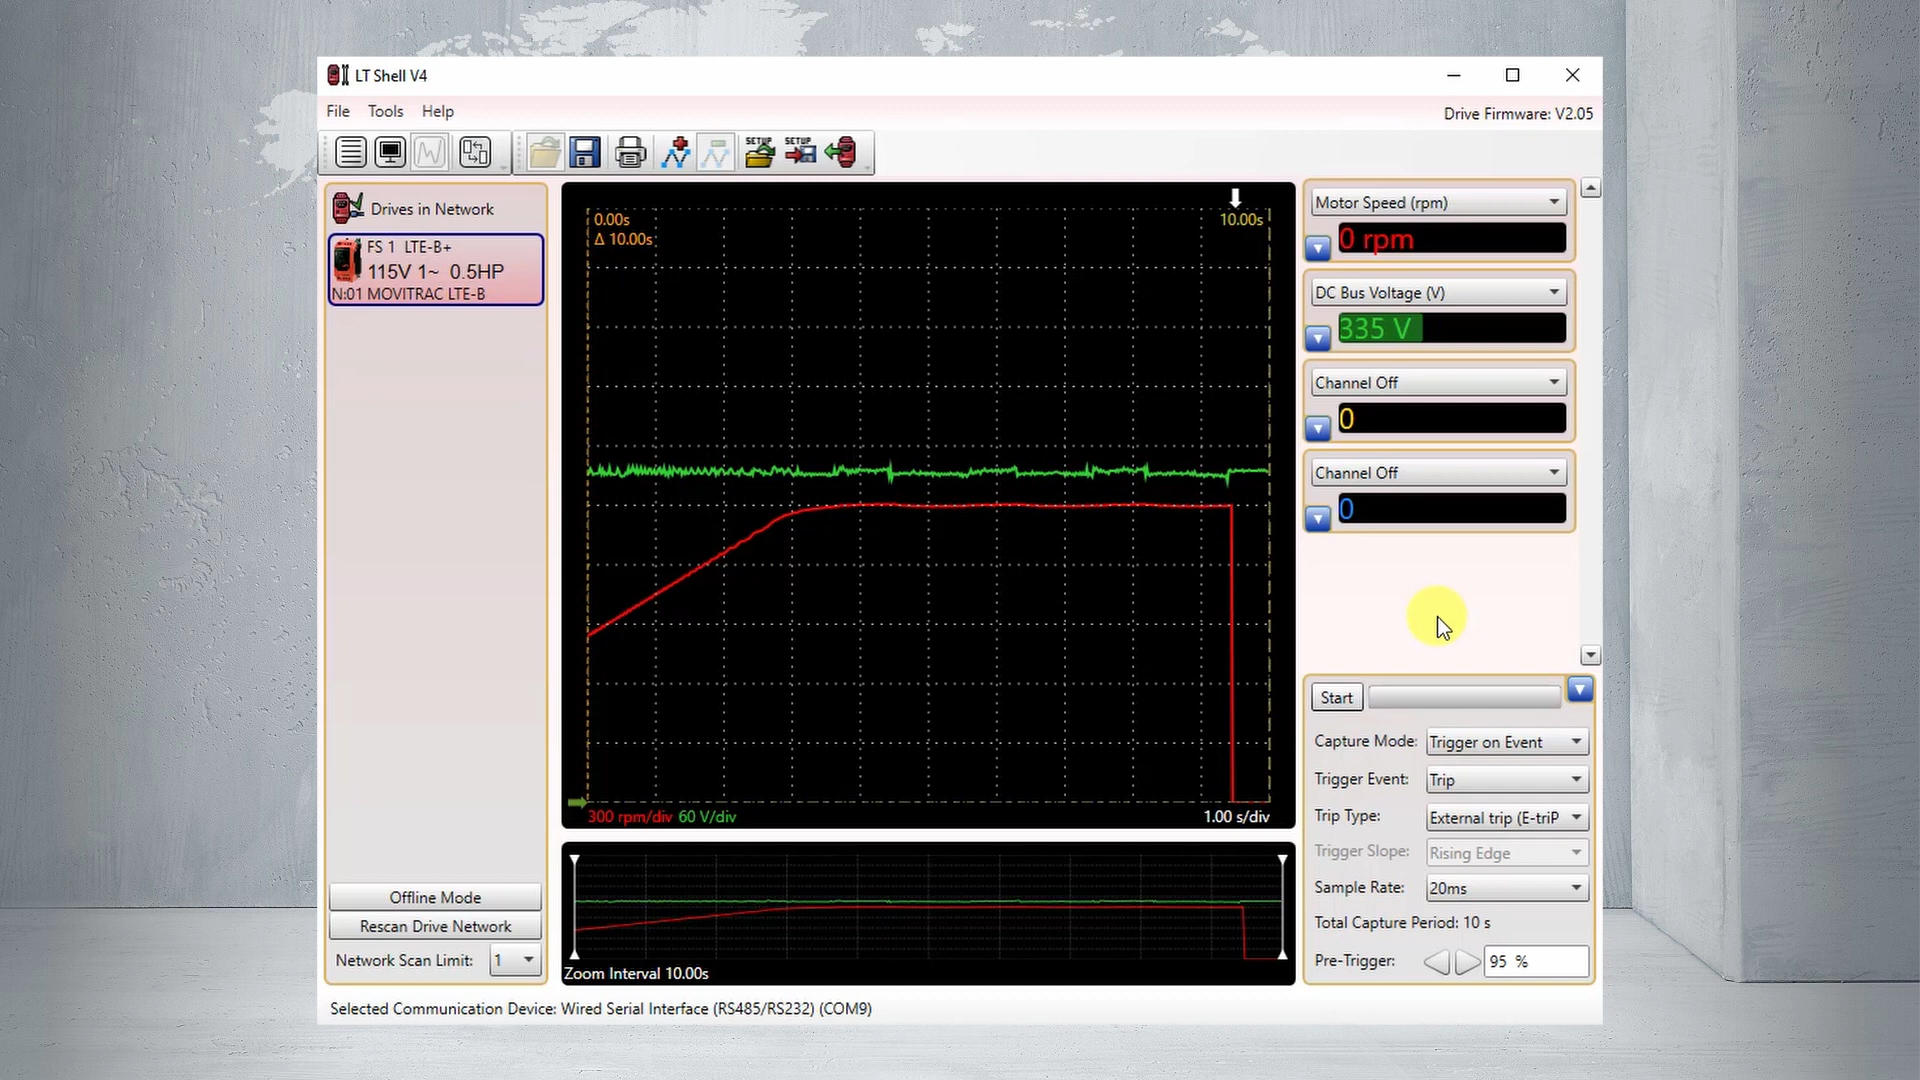 LT Shell V4
File Tools Help
Drive Firmware: V2.05
SETUP SETUP
Drives in Network
FS 1 LTE-B+
115V 1~ 0.5HP
N:01 MOVITRAC LTE-B
Offline Mode
Rescan Drive Network
Network Scan Limit: 1
0.00s
Δ 10.00s
10.00s
300 rpm/div 60 V/div
1.00 s/div
Zoom Interval 10.00s
Motor Speed (rpm)
0 rpm
DC Bus Voltage (V)
335 V
Channel Off
0
Channel Off
0
Start
Capture Mode: Trigger on Event
Trigger Event: Trip
Trip Type: External trip (E-triP
Trigger Slope: Rising Edge
Sample Rate: 20ms
Total Capture Period: 10 s
Pre-Trigger: 95 %
Selected Communication Device: Wired Serial Interface (RS485/RS232) (COM9)